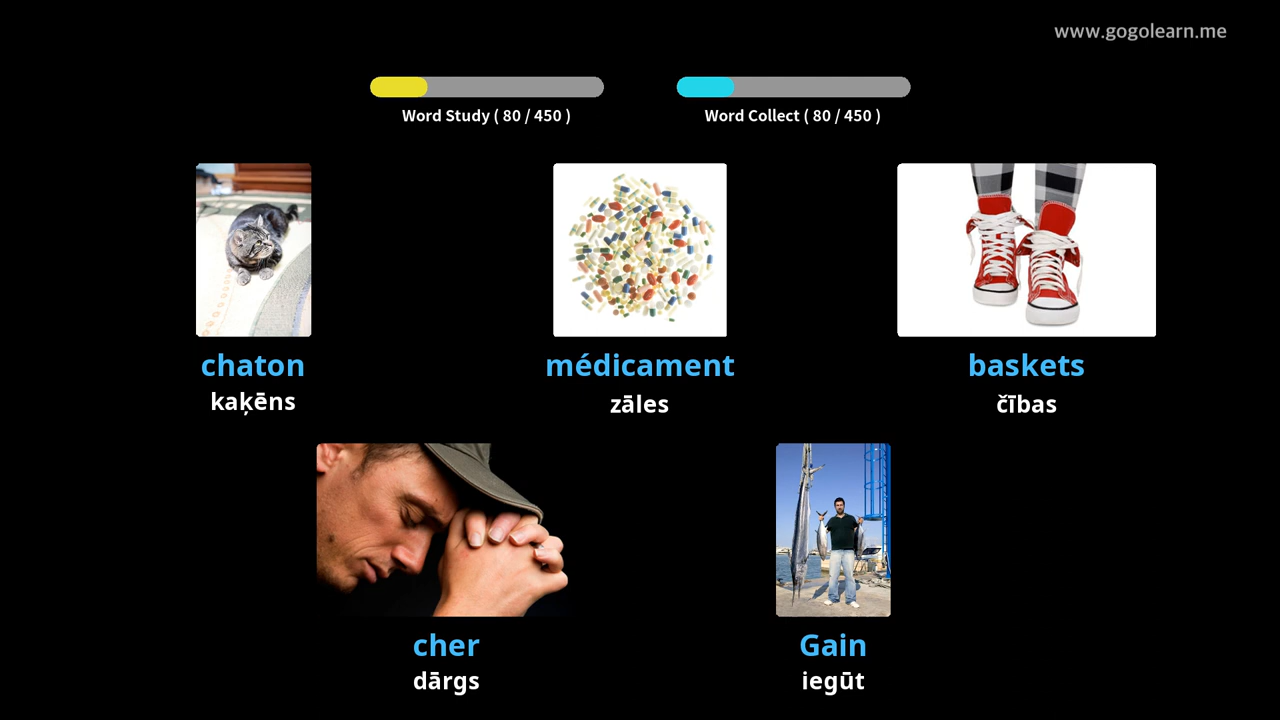 www.gogolearn.me
Word Study ( 80 / 450 )
Word Collect ( 80 / 450 )
chaton
kaķēns
médicament
zāles
baskets
čības
cher
dārgs
Gain
iegūt